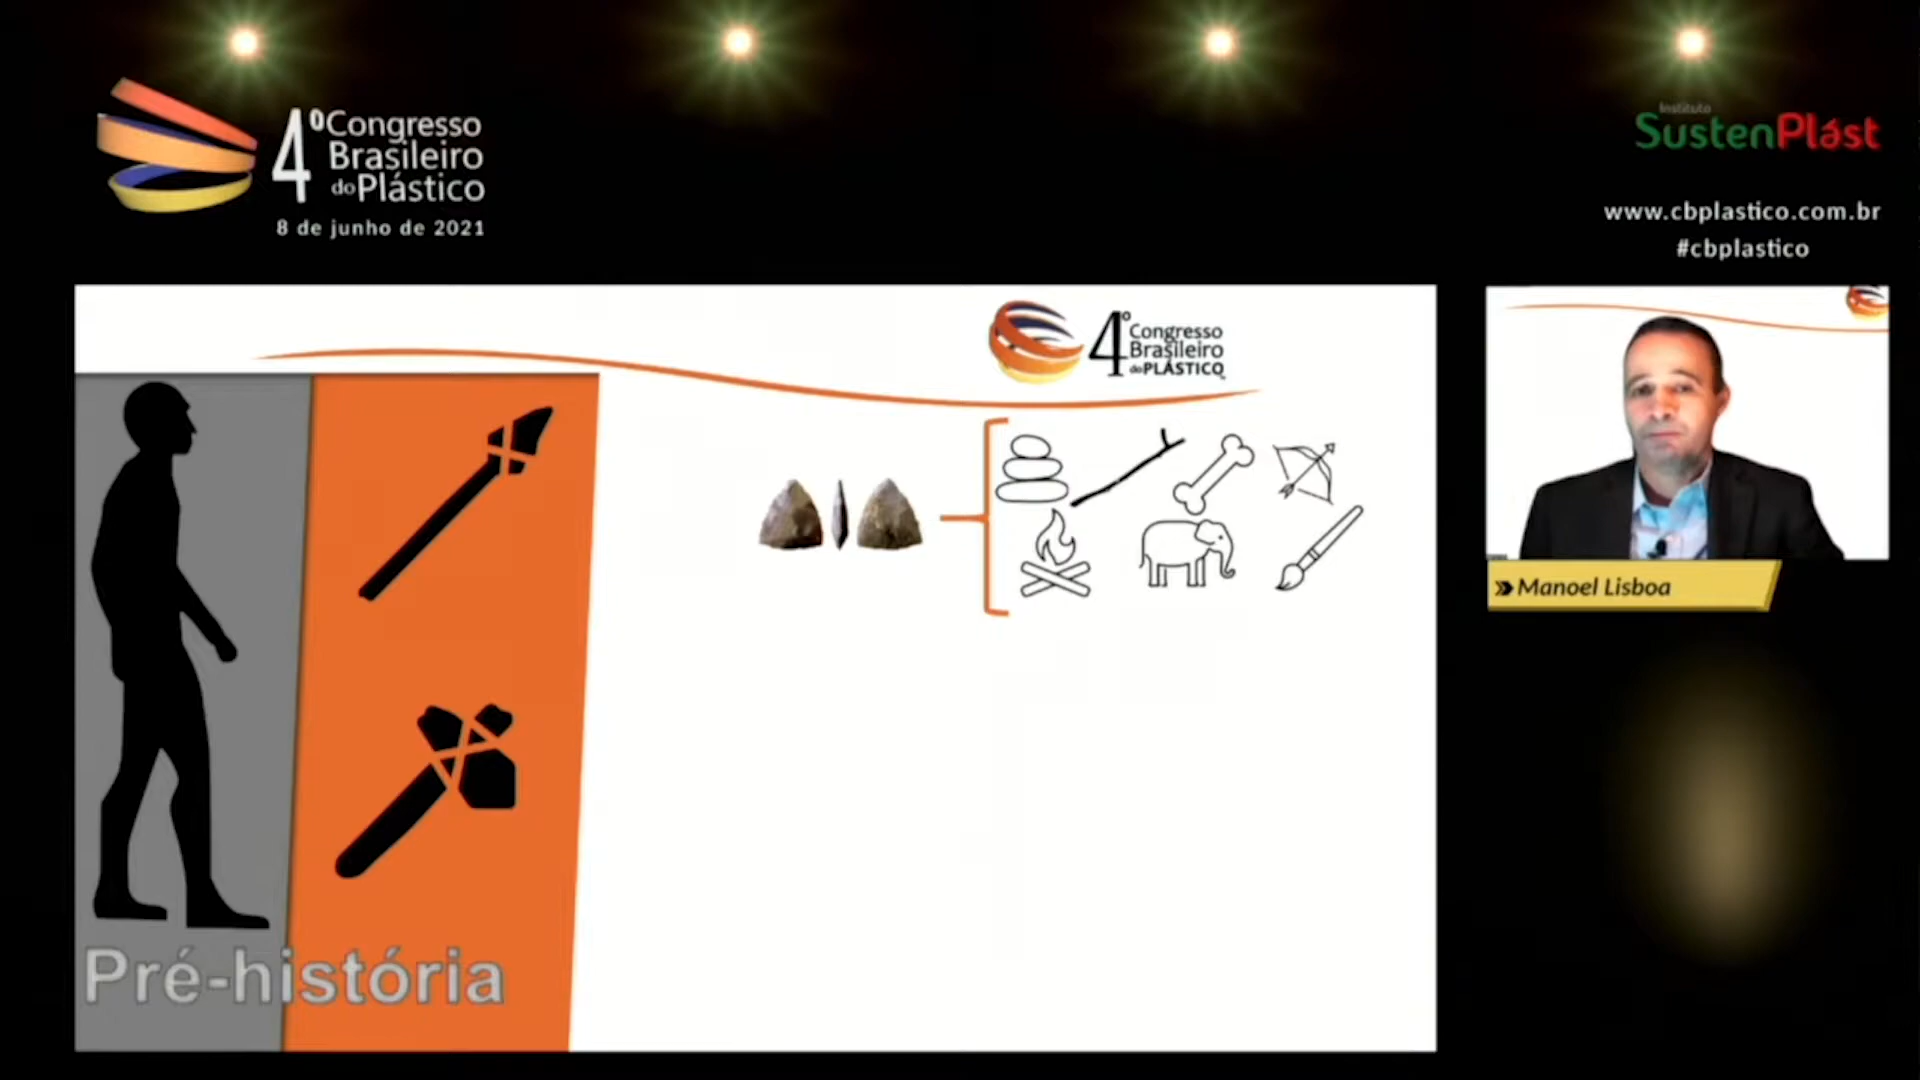 4º Congresso
Brasileiro
do Plástico
8 de junho de 2021
Instituto
SustenPlást
www.cbplastico.com.br
#cbplastico
4º Congresso
Brasileiro
do PLÁSTICO
Manoel Lisboa
Pré-história